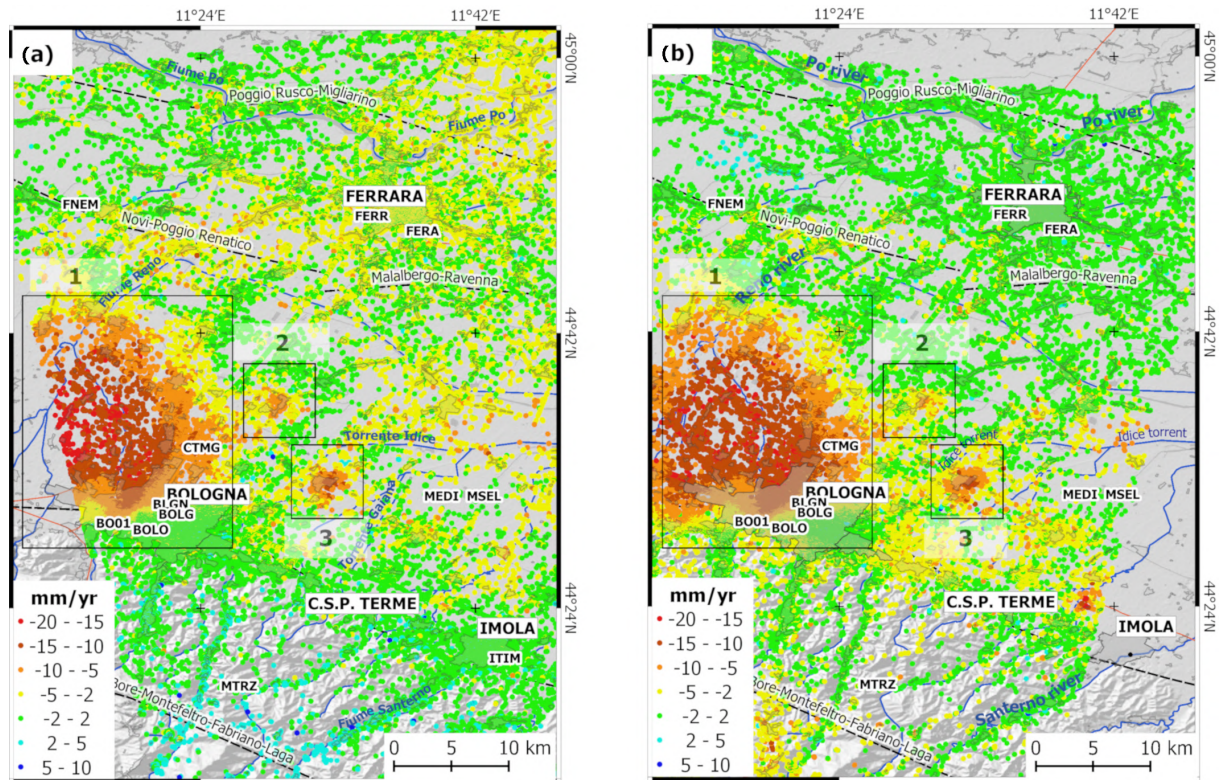 11°24′E
11°42′E
(a)
45°00′N
Fiume Po
Poggio Rusco-Migliarino
Fiume Po
FERRARA
FNEM
FERR
FERA
Novi-Poggio Renatico
Malalbergo-Ravenna
1
Fiume Reno
44°42′N
2
CTMG
Torrente Idice
BOLOGNA
BLGN
BOLG
BO01
BOLO
MEDI
MSEL
3
Torrente Gaiana
C.S.P. TERME
44°24′N
IMOLA
ITIM
MTRZ
Bore-Montefeltro-Fabriano-Laga
Fiume Santerno
mm/yr
-20 - -15
-15 - -10
-10 - -5
-5 - -2
-2 - 2
2 - 5
5 - 10
0 5 10 km
11°24′E
11°42′E
(b)
45°00′N
Po river
Poggio Rusco-Migliarino
Po river
FERRARA
FNEM
FERR
FERA
Novi-Poggio Renatico
Malalbergo-Ravenna
1
Reno river
44°42′N
2
CTMG
Idice torrent
Idice torrent
BOLOGNA
BLGN
BOLG
BO01
BOLO
MEDI
MSEL
3
C.S.P. TERME
44°24′N
IMOLA
MTRZ
Bore-Montefeltro-Fabriano-Laga
Santerno river
mm/yr
-20 - -15
-15 - -10
-10 - -5
-5 - -2
-2 - 2
2 - 5
5 - 10
0 5 10 km